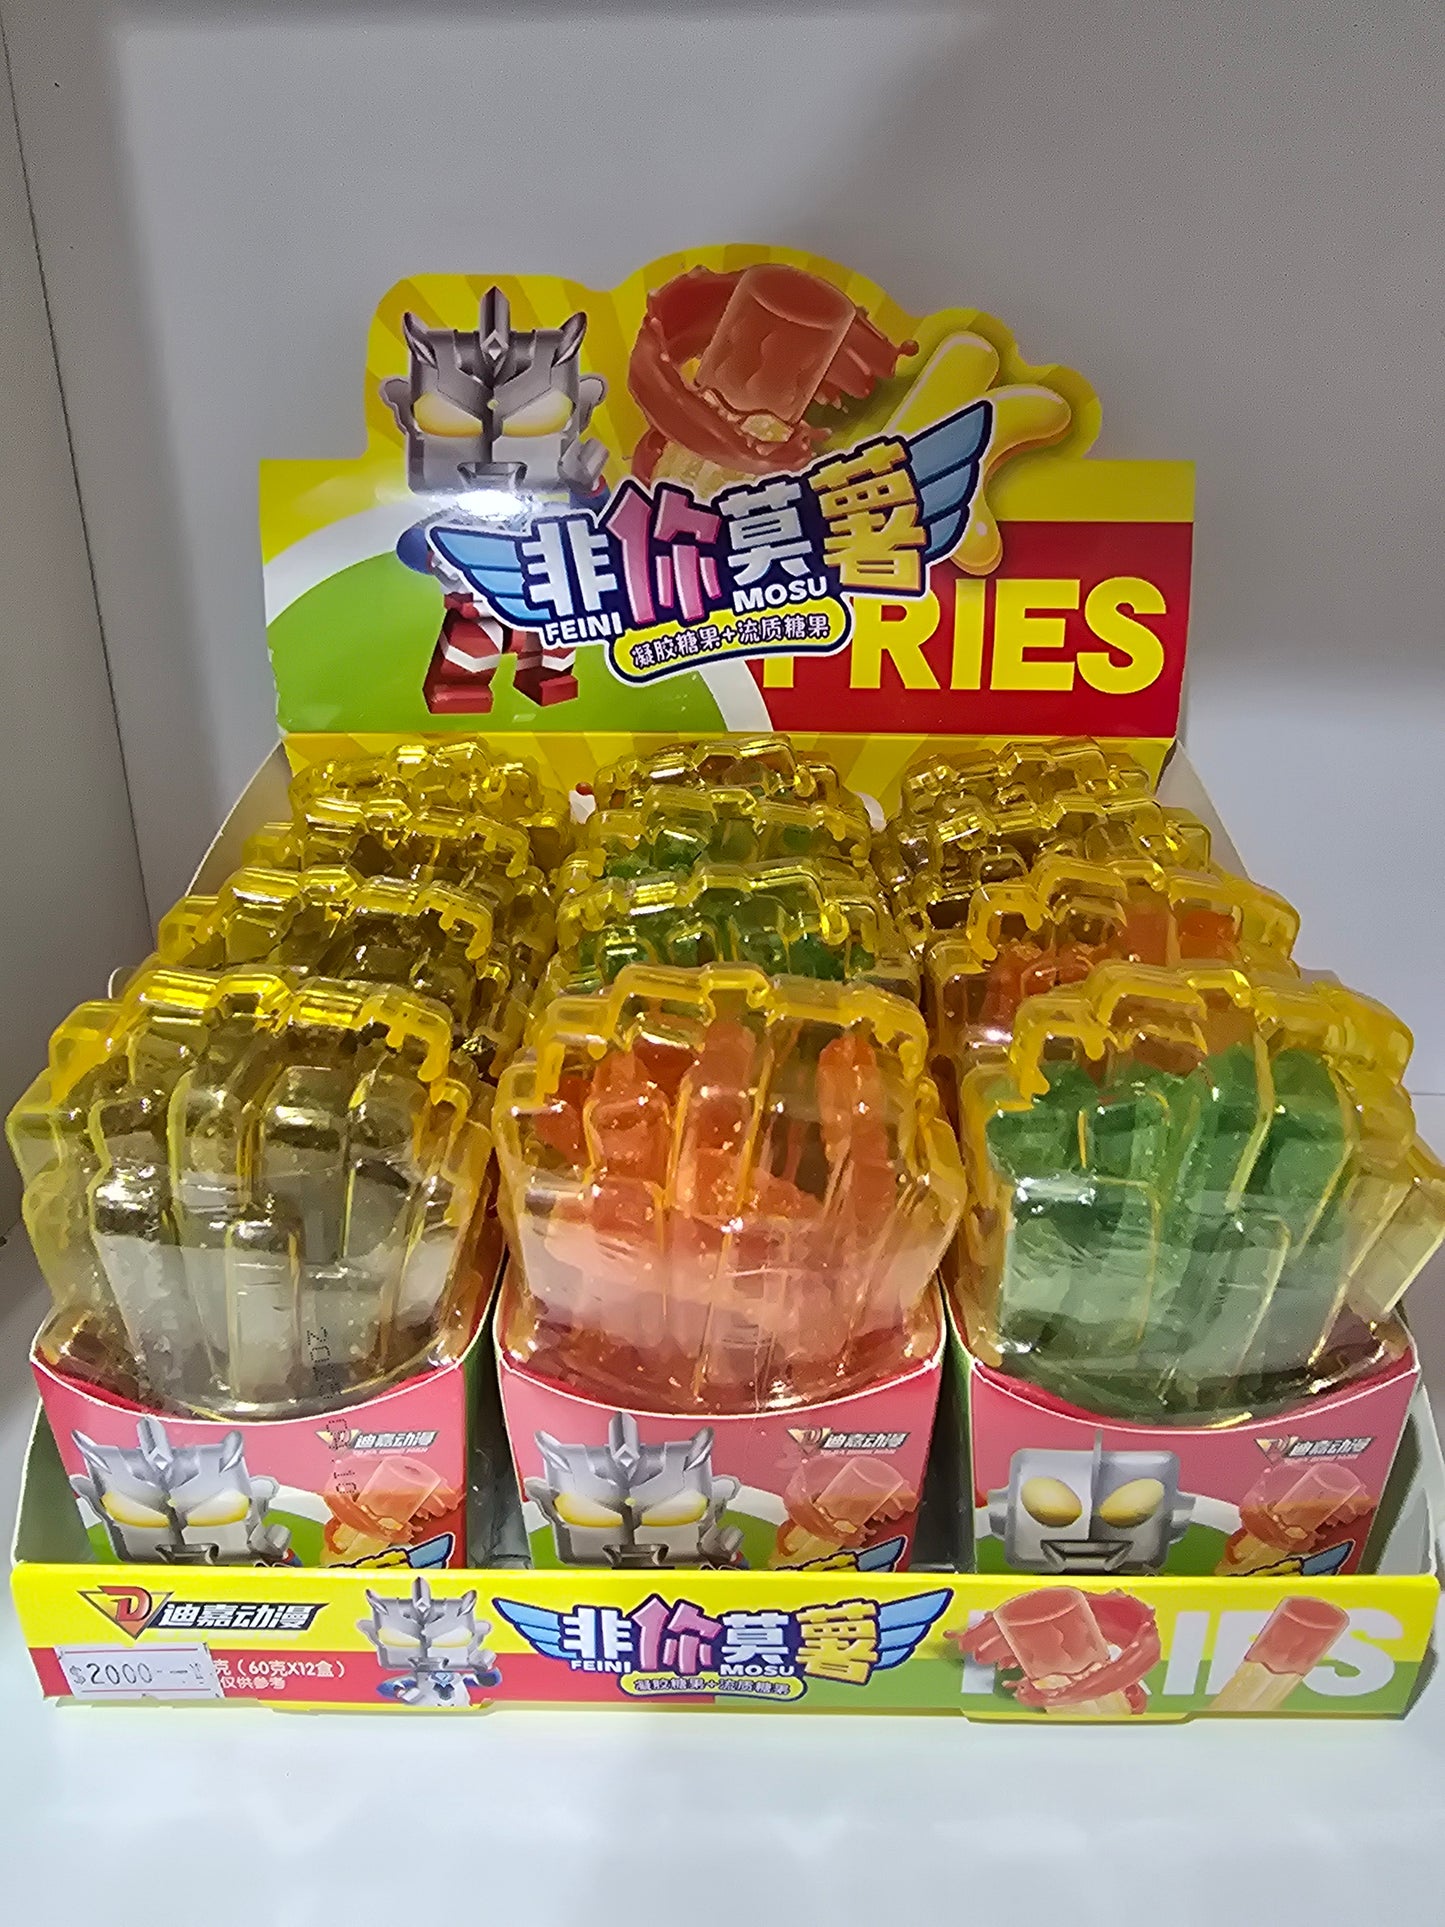 非你莫薯
FEINI MOSU
凝胶糖果+流质糖果
FRIES
迪嘉动漫
迪嘉动漫
迪嘉动漫
迪嘉动漫
非你莫薯
FEINI MOSU
凝胶糖果+流质糖果
$2000
克（60克X12盒）
仅供参考